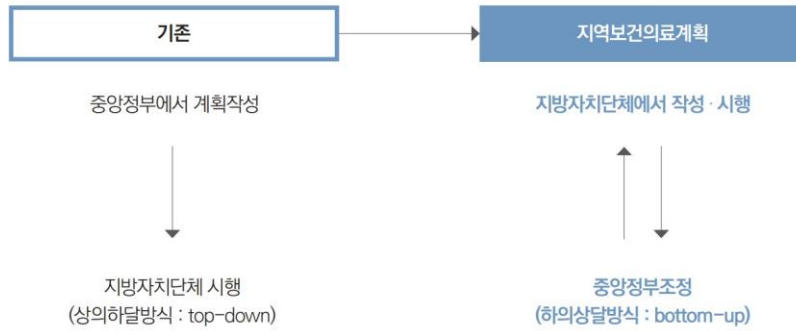 기존
지역보건의료계획
중앙정부에서 계획작성
지방자치단체에서 작성·시행
지방자치단체 시행
(상의하달방식 : top-down)
중앙정부조정
(하의상달방식 : bottom-up)